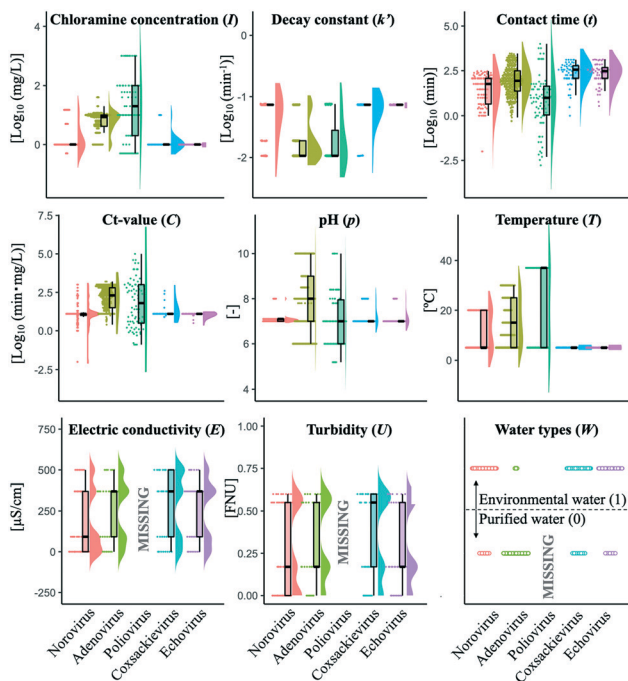 Chloramine concentration (I)
Decay constant (k')
Contact time (t)
[Log10 (mg/L)]
4
2
0
[Log10 (min-1)]
0
-1
-2
[Log10 (min)]
5.0
2.5
0.0
-2.5
Ct-value (C)
pH (p)
Temperature (T)
[Log10 (min·mg/L)]
7.5
5.0
2.5
0.0
-2.5
[-]
10
8
6
4
[ºC]
40
20
0
Electric conductivity (E)
Turbidity (U)
Water types (W)
[µS/cm]
750
500
250
0
-250
MISSING
[FNU]
0.75
0.50
0.25
0.00
MISSING
Environmental water (1)
Purified water (0)
MISSING
Norovirus
Adenovirus
Poliovirus
Coxsackievirus
Echovirus
Norovirus
Adenovirus
Poliovirus
Coxsackievirus
Echovirus
Norovirus
Adenovirus
Poliovirus
Coxsackievirus
Echovirus